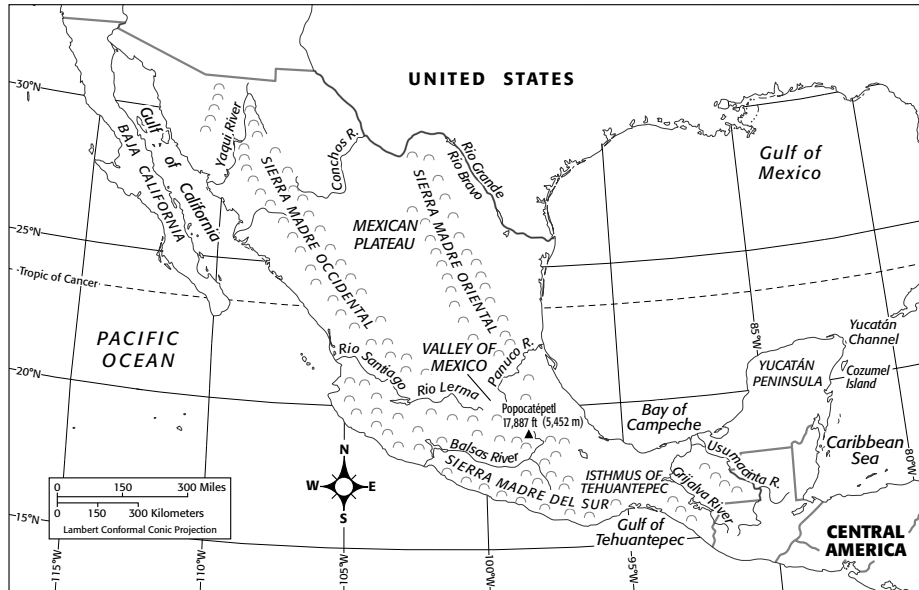 30°N
UNITED STATES
Gulf of
Mexico
BAJA CALIFORNIA
Gulf of California
Yaqui River
Conchos R.
Rio Grande
Rio Bravo
SIERRA MADRE OCCIDENTAL
MEXICAN
PLATEAU
SIERRA MADRE ORIENTAL
25°N
Tropic of Cancer
PACIFIC
OCEAN
85°W
Yucatán
Channel
Rio Santiago
VALLEY OF
MEXICO
Panuco R.
YUCATÁN
PENINSULA
Cozumel
Island
20°N
Rio Lerma
Popocatépetl
17,887 ft (5,452 m)
Bay of
Campeche
Caribbean
Sea
80°W
Balsas River
Usumacinta R.
N
W
E
S
SIERRA MADRE DEL SUR
ISTHMUS OF
TEHUANTEPEC
Grijalva River
0 150 300 Miles
0 150 300 Kilometers
Lambert Conformal Conic Projection
15°N
Gulf of
Tehuantepec
CENTRAL
AMERICA
115°W
110°W
105°W
100°W
95°W